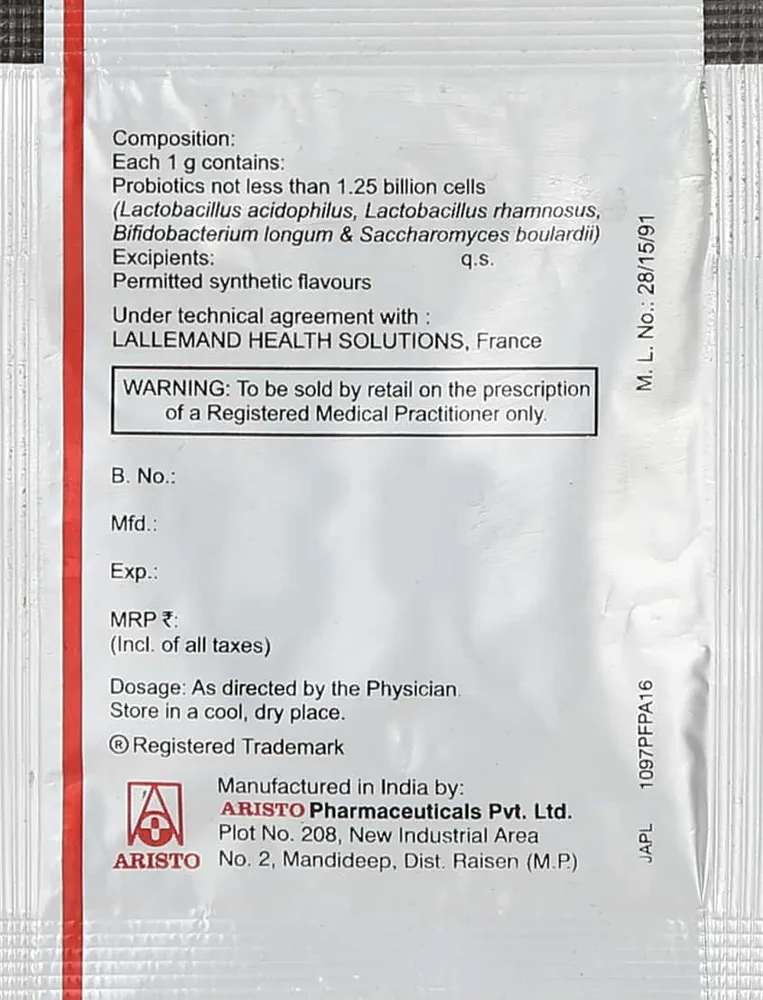 Composition:
Each 1 g contains:
Probiotics not less than 1.25 billion cells
(Lactobacillus acidophilus, Lactobacillus rhamnosus,
Bifidobacterium longum & Saccharomyces boulardii)
Excipients: q.s.
Permitted synthetic flavours
Under technical agreement with :
LALLEMAND HEALTH SOLUTIONS, France
WARNING: To be sold by retail on the prescription
of a Registered Medical Practitioner only.
B. No.:
Mfd.:
Exp.:
MRP ₹:
(Incl. of all taxes)
Dosage: As directed by the Physician.
Store in a cool, dry place.
® Registered Trademark
Manufactured in India by:
ARISTO Pharmaceuticals Pvt. Ltd.
Plot No. 208, New Industrial Area
No. 2, Mandideep, Dist. Raisen (M.P.)
ARISTO
M. L. No.: 28/15/91
JAPL 1097PFPA16